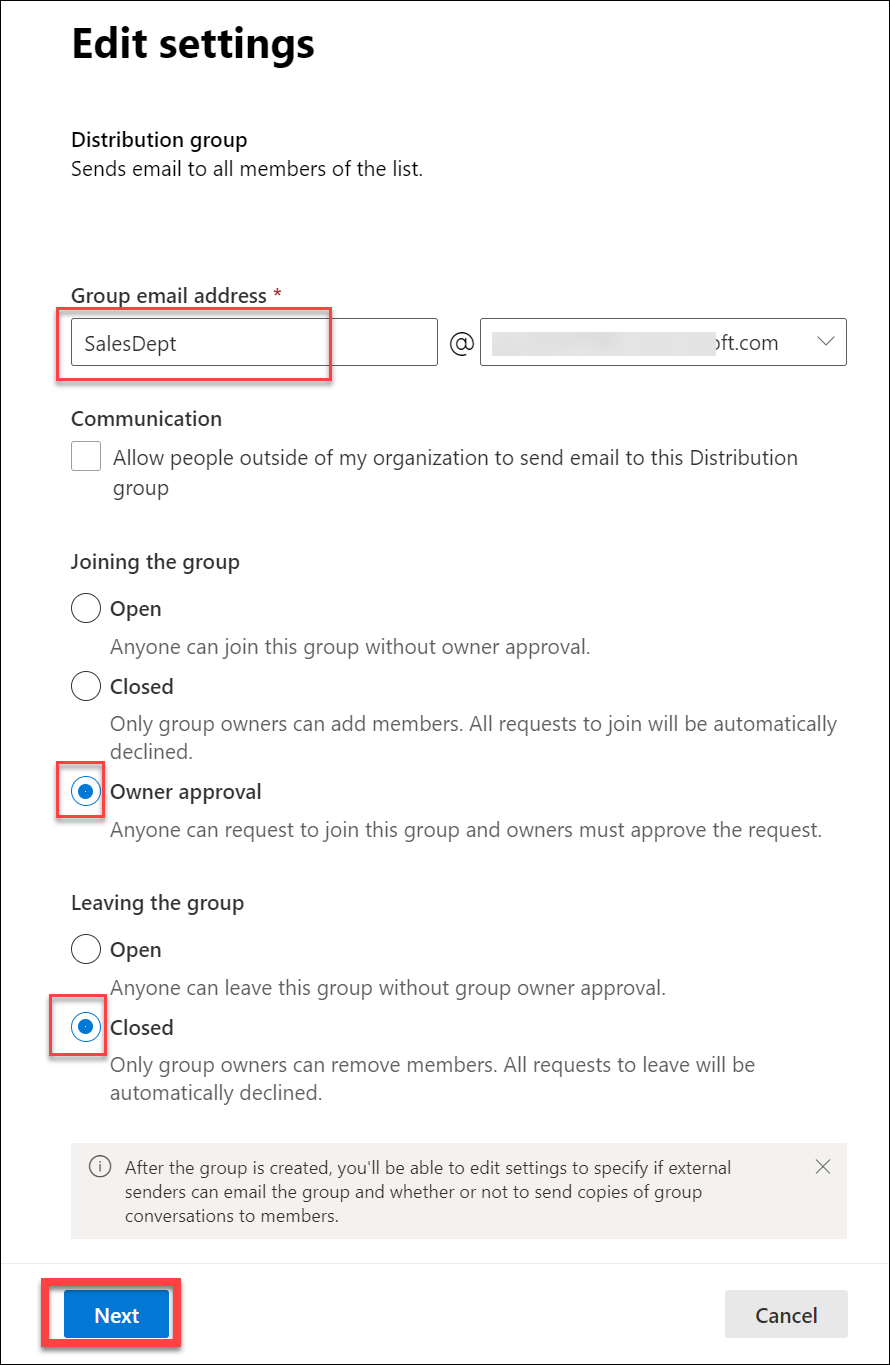 Edit settings
Distribution group
Sends email to all members of the list.
Group email address *
SalesDept @ oft.com
Communication
Allow people outside of my organization to send email to this Distribution
group
Joining the group
Open
Anyone can join this group without owner approval.
Closed
Only group owners can add members. All requests to join will be automatically
declined.
Owner approval
Anyone can request to join this group and owners must approve the request.
Leaving the group
Open
Anyone can leave this group without group owner approval.
Closed
Only group owners can remove members. All requests to leave will be
automatically declined.
After the group is created, you'll be able to edit settings to specify if external
senders can email the group and whether or not to send copies of group
conversations to members.
Next Cancel